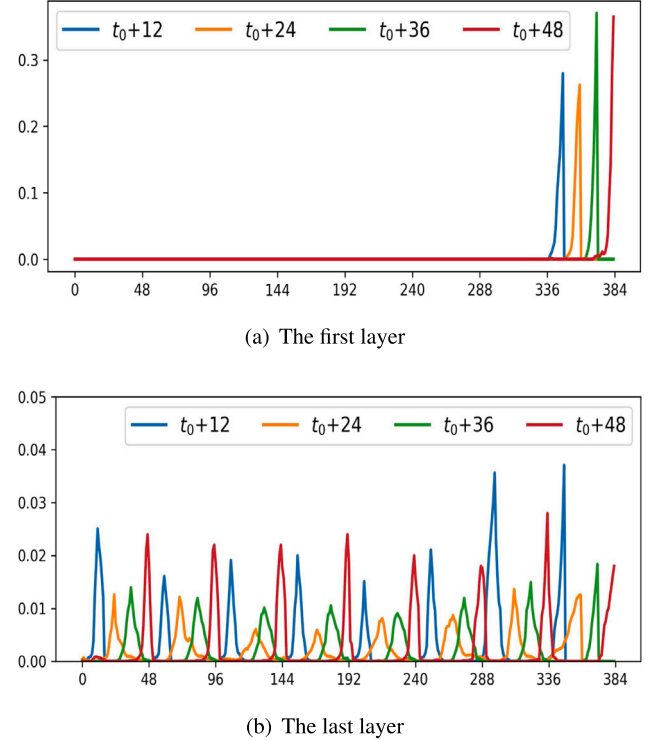 t₀+12 t₀+24 t₀+36 t₀+48
0.3
0.2
0.1
0.0
0 48 96 144 192 240 288 336 384
(a) The first layer
0.05
t₀+12 t₀+24 t₀+36 t₀+48
0.04
0.03
0.02
0.01
0.00
0 48 96 144 192 240 288 336 384
(b) The last layer